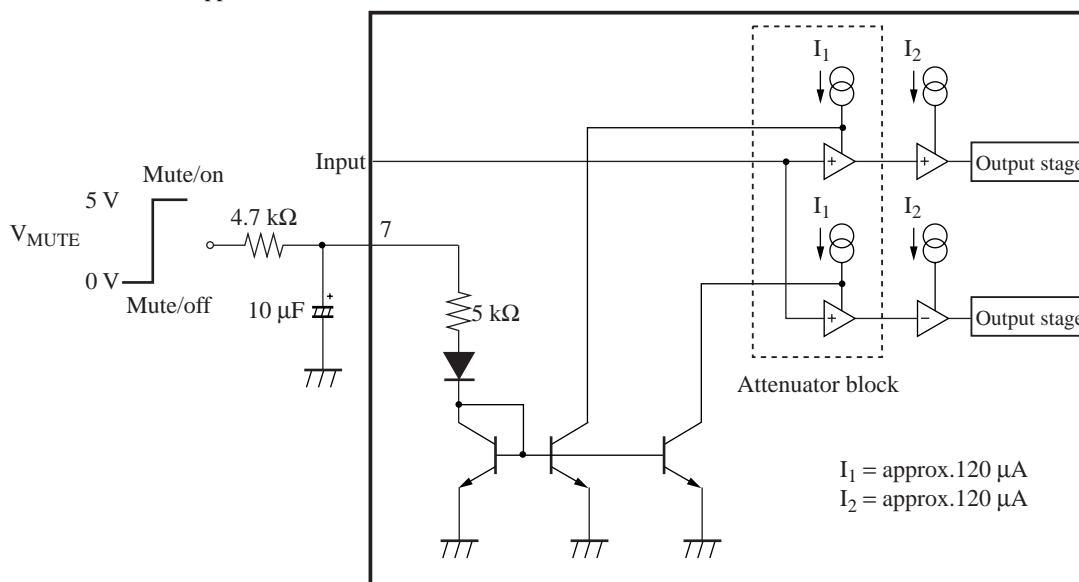 I1 I2
Input
+ + Output stage
Mute/on
5 V
4.7 kΩ
7
VMUTE
0 V
Mute/off
10 μF
+
5 kΩ
I1 I2
+ − Output stage
Attenuator block
I1 = approx.120 μA
I2 = approx.120 μA